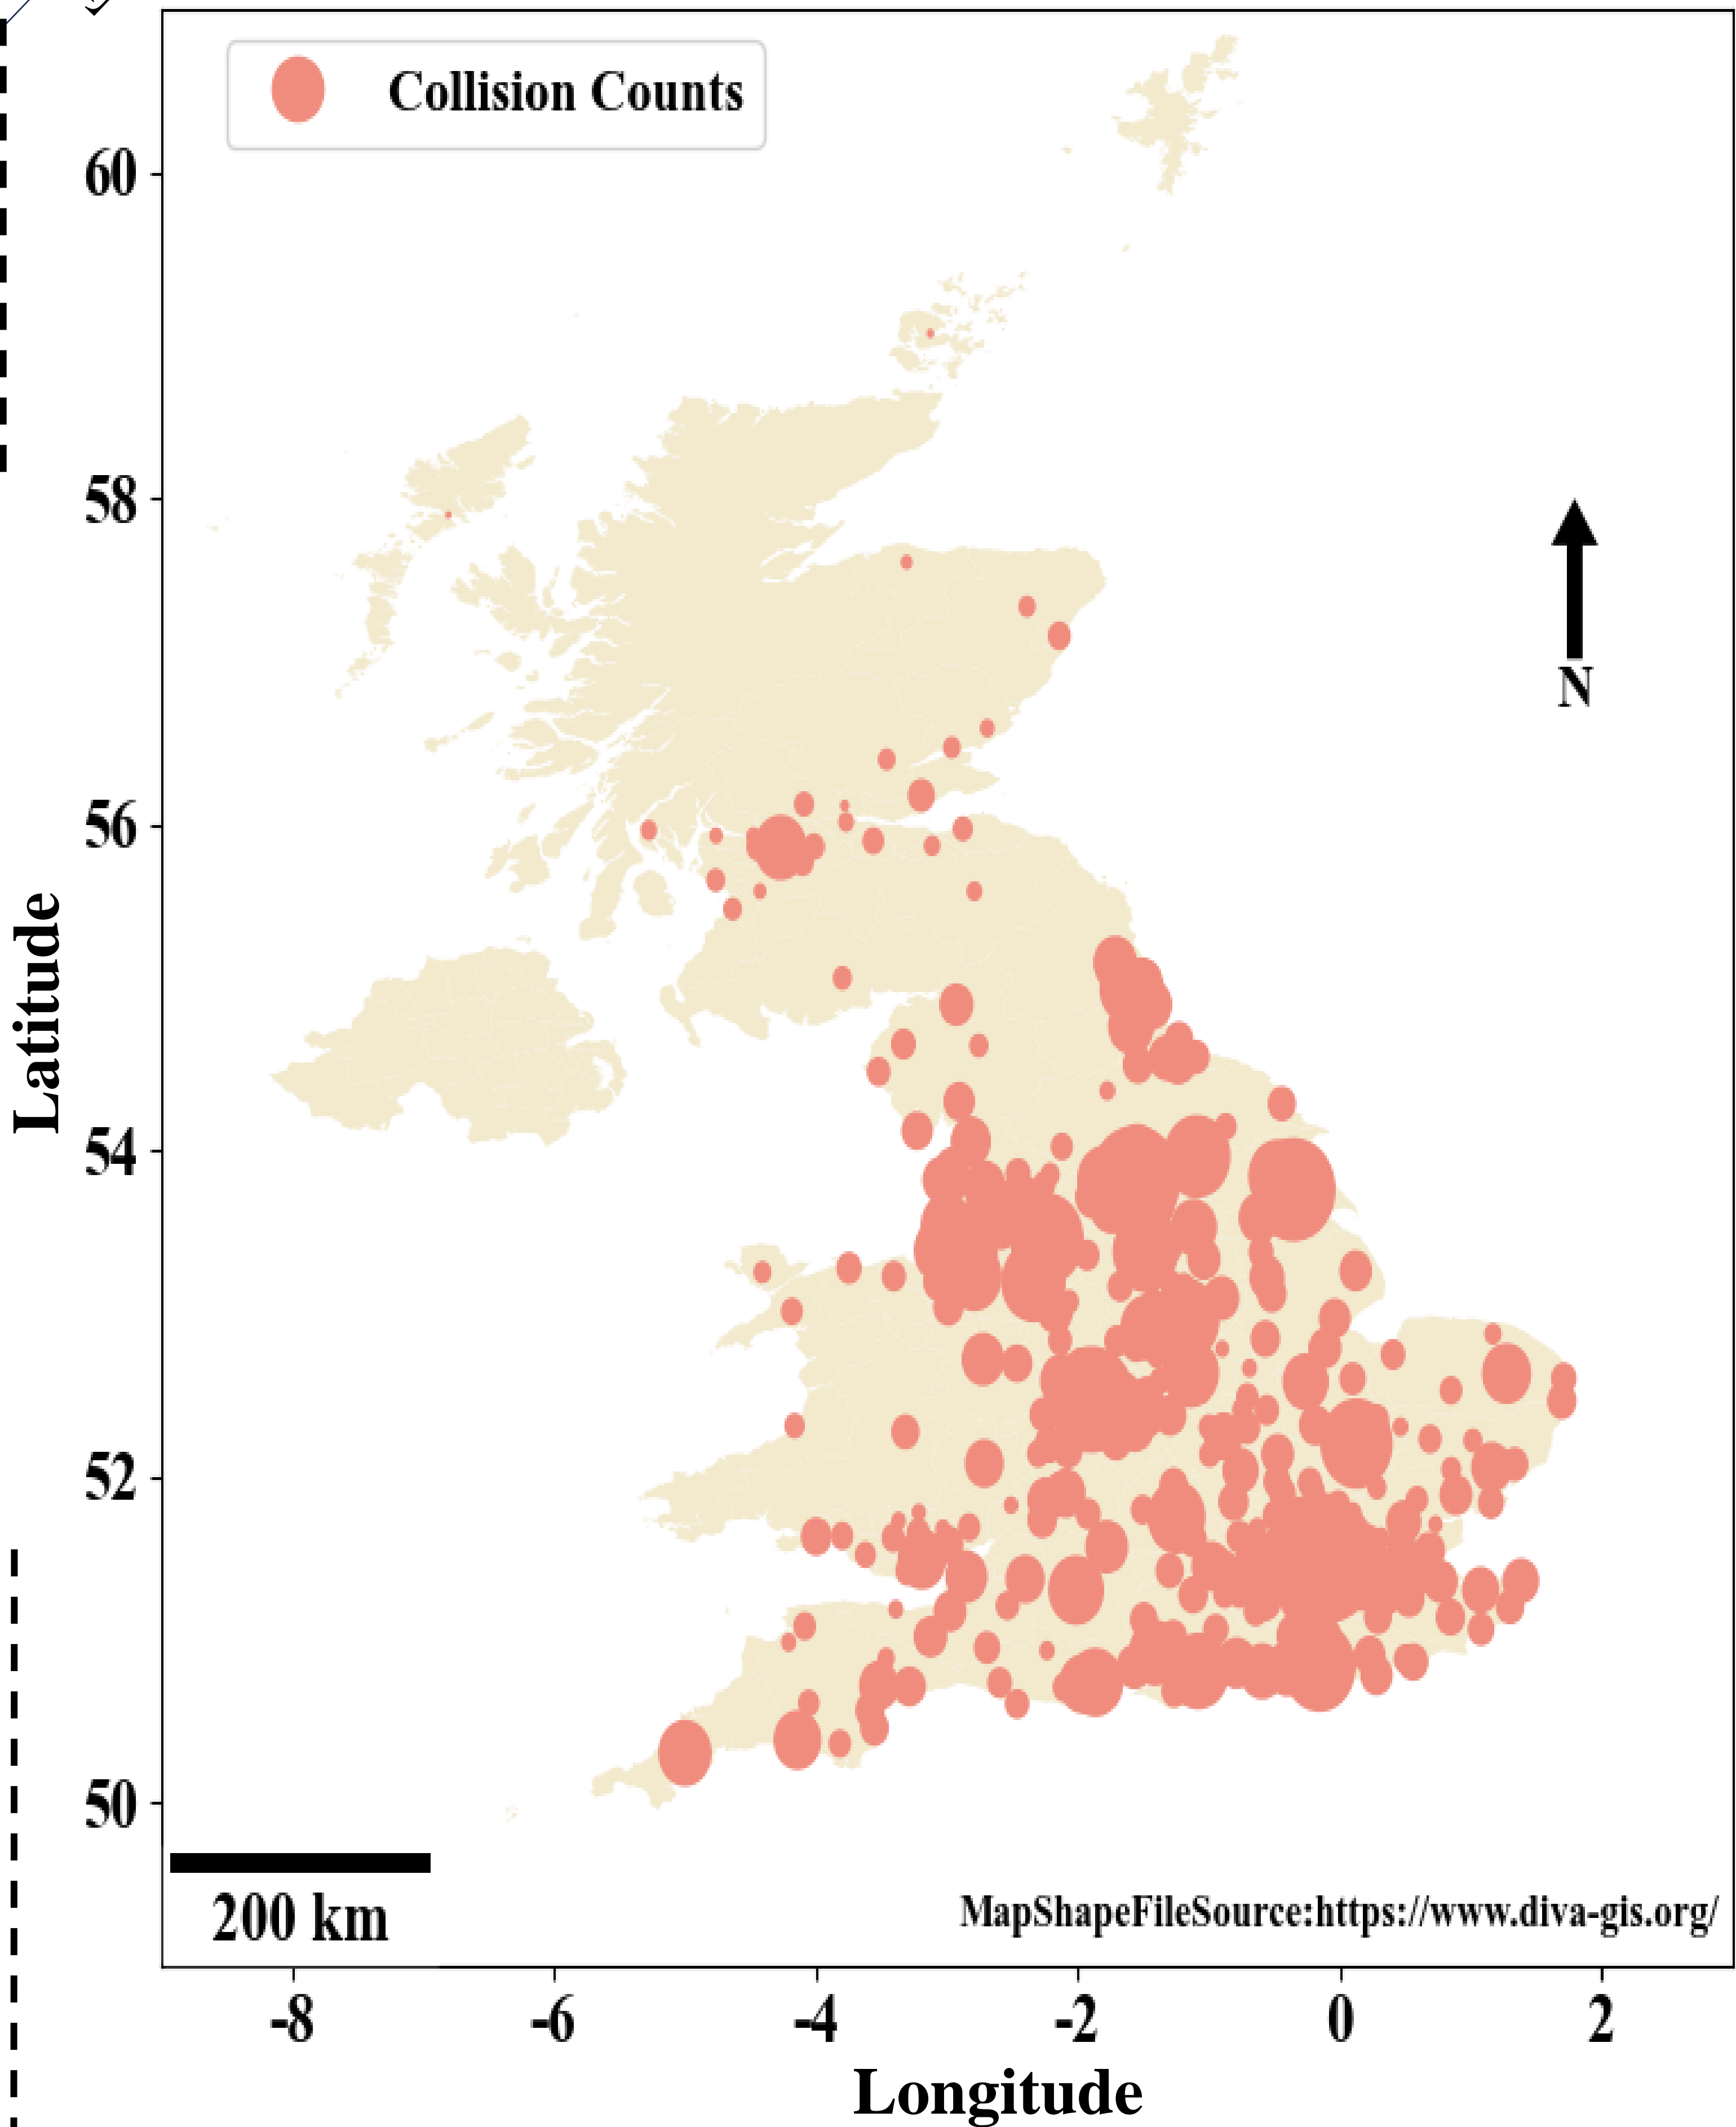 Collision Counts
60
58
56
54
52
50
Latitude
N
200 km
MapShapeFileSource:https://www.diva-gis.org/
-8 -6 -4 -2 0 2
Longitude